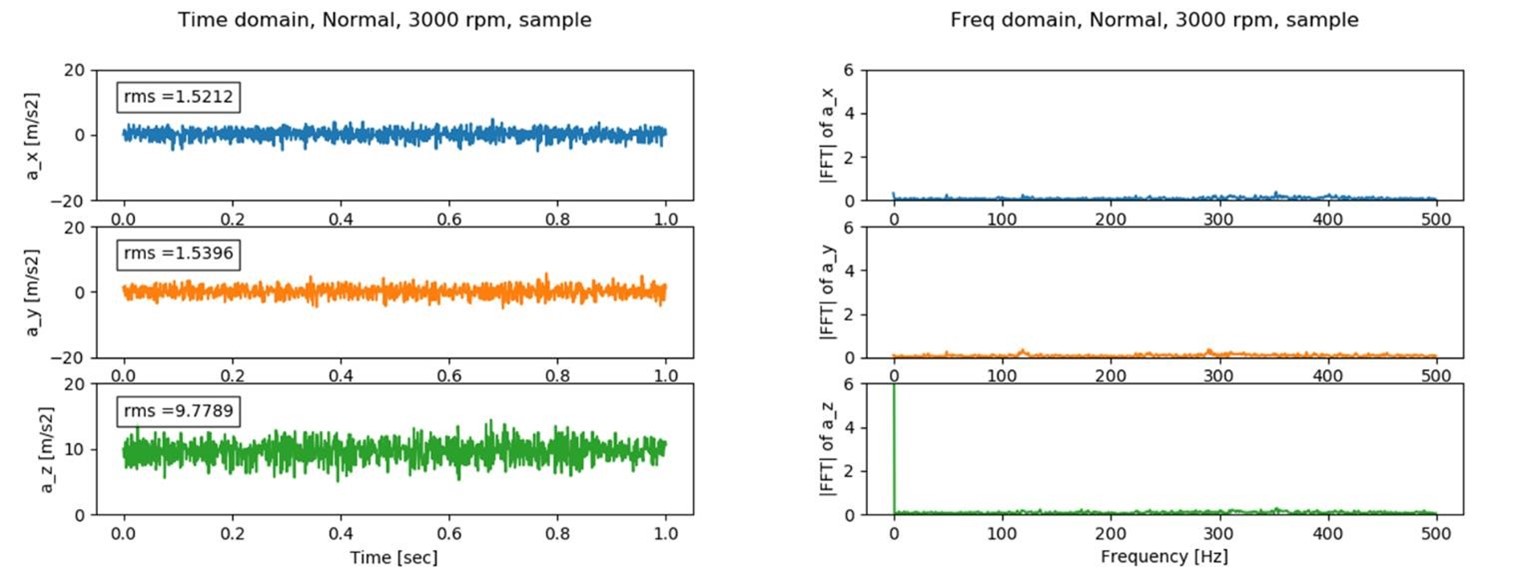 Time domain, Normal, 3000 rpm, sample
20
0
−20
a_x [m/s2]
rms =1.5212
0.0 0.2 0.4 0.6 0.8 1.0
20
0
−20
a_y [m/s2]
rms =1.5396
0.0 0.2 0.4 0.6 0.8 1.0
20
10
0
a_z [m/s2]
rms =9.7789
0.0 0.2 0.4 0.6 0.8 1.0
Time [sec]
Freq domain, Normal, 3000 rpm, sample
6
4
2
0
|FFT| of a_x
0 100 200 300 400 500
6
4
2
0
|FFT| of a_y
0 100 200 300 400 500
6
4
2
0
|FFT| of a_z
0 100 200 300 400 500
Frequency [Hz]